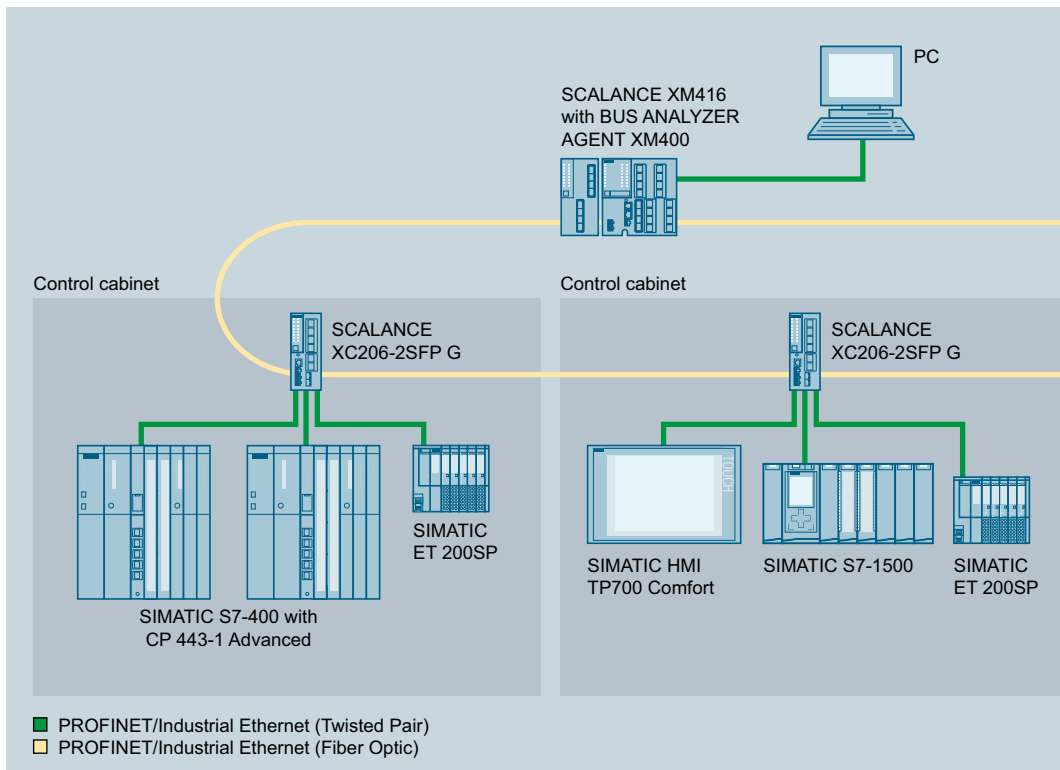 PC
SCALANCE XM416
with BUS ANALYZER
AGENT XM400
Control cabinet
SCALANCE
XC206-2SFP G
SIMATIC
ET 200SP
SIMATIC S7-400 with
CP 443-1 Advanced
Control cabinet
SCALANCE
XC206-2SFP G
TOUCH
SIMATIC HMI
TP700 Comfort
SIMATIC S7-1500
SIMATIC
ET 200SP
PROFINET/Industrial Ethernet (Twisted Pair)
PROFINET/Industrial Ethernet (Fiber Optic)